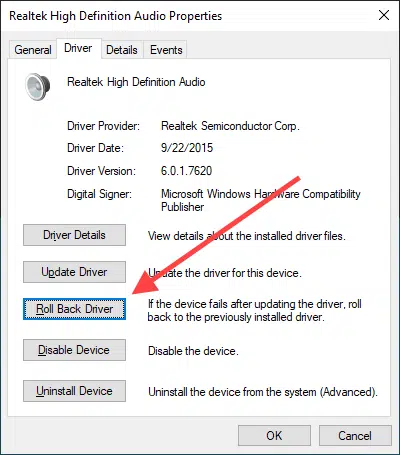 Realtek High Definition Audio Properties
General Driver Details Events
Realtek High Definition Audio
Driver Provider: Realtek Semiconductor Corp.
Driver Date: 9/22/2015
Driver Version: 6.0.1.7620
Digital Signer: Microsoft Windows Hardware Compatibility
Publisher
Driver Details View details about the installed driver files.
Update Driver Update the driver for this device.
Roll Back Driver If the device fails after updating the driver, roll
back to the previously installed driver.
Disable Device Disable the device.
Uninstall Device Uninstall the device from the system (Advanced).
OK Cancel